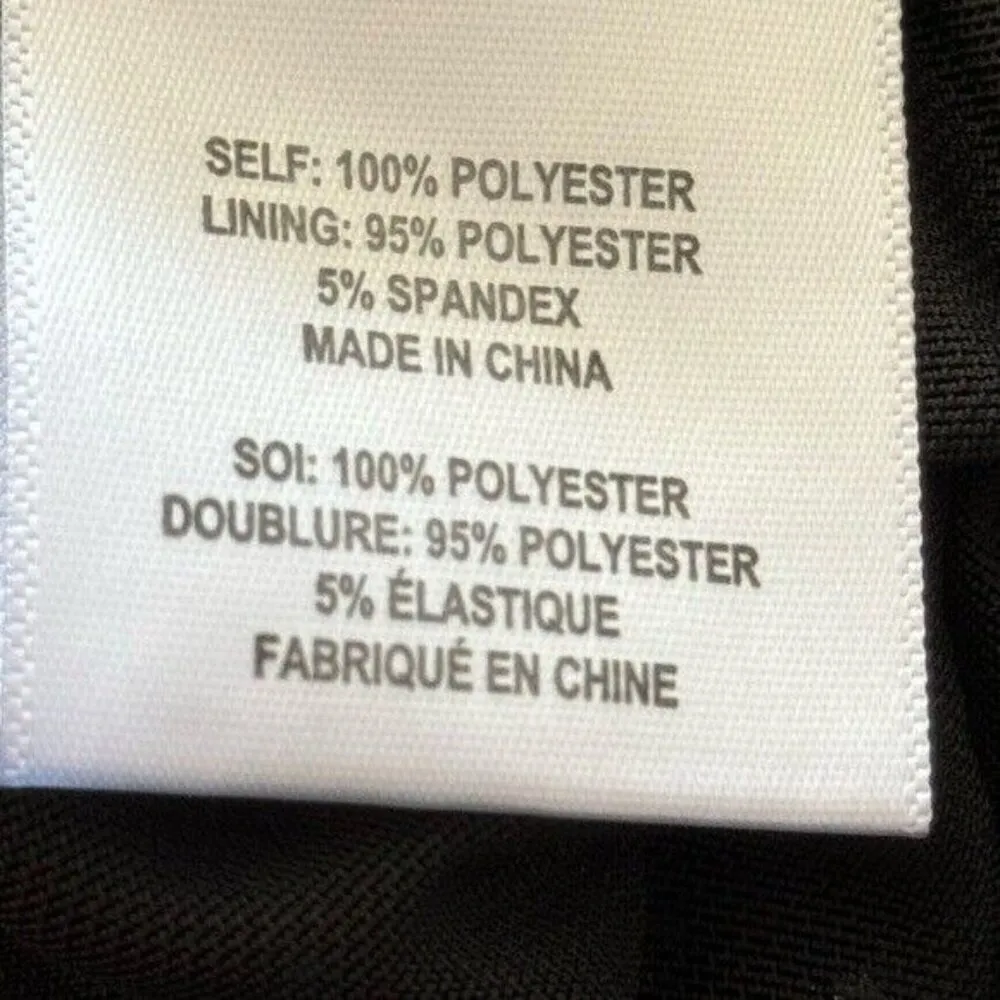 SELF: 100% POLYESTER
LINING: 95% POLYESTER
5% SPANDEX
MADE IN CHINA
SOI: 100% POLYESTER
DOUBLURE: 95% POLYESTER
5% ÉLASTIQUE
FABRIQUÉ EN CHINE